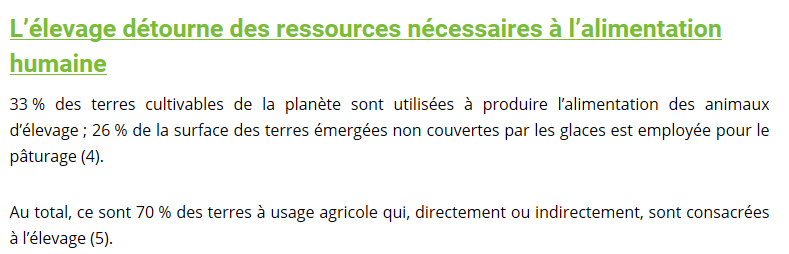 L’élevage détourne des ressources nécessaires à l’alimentation
humaine
33 % des terres cultivables de la planète sont utilisées à produire l’alimentation des animaux
d’élevage ; 26 % de la surface des terres émergées non couvertes par les glaces est employée pour le
pâturage (4).
Au total, ce sont 70 % des terres à usage agricole qui, directement ou indirectement, sont consacrées
à l’élevage (5).